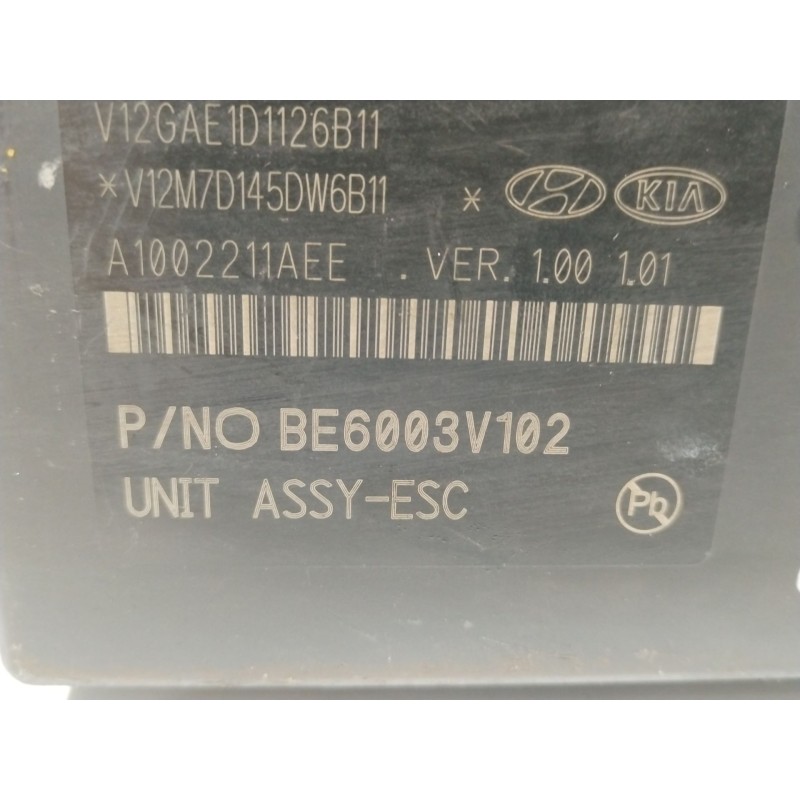 V12GAE1D1126B11
*V12M7D145DW6B11 * KIA
A1002211AEE . VER. 1.00 1.01
P/NO BE6003V102
UNIT ASSY-ESC Pb